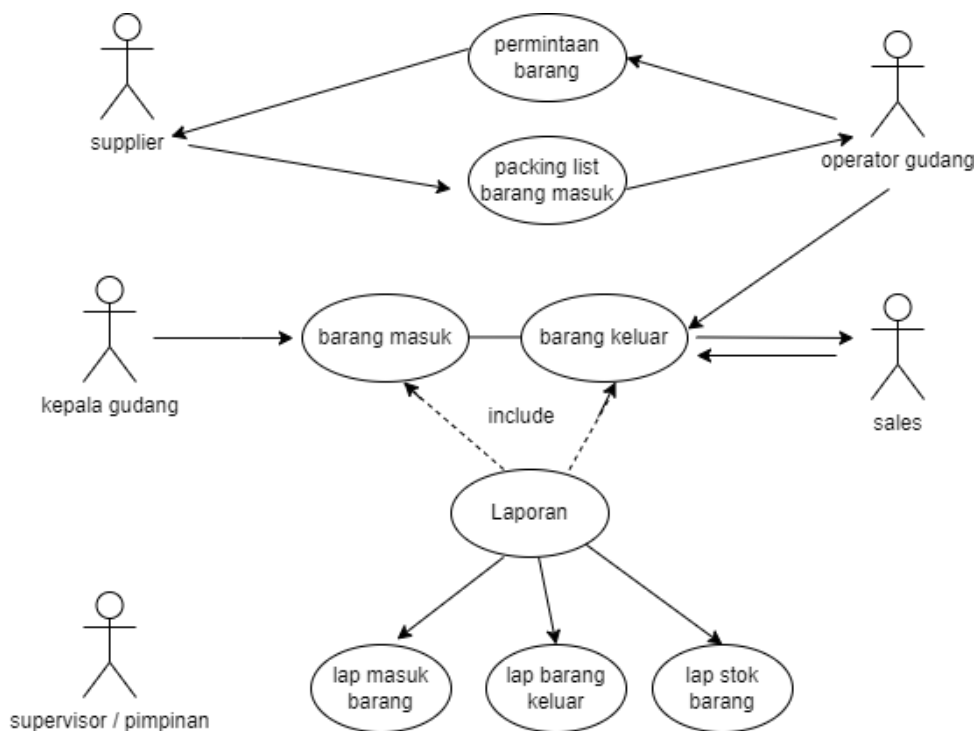 permintaan
barang
supplier
operator gudang
packing list
barang masuk
barang masuk
barang keluar
kepala gudang
sales
include
Laporan
lap masuk
barang
lap barang
keluar
lap stok
barang
supervisor / pimpinan